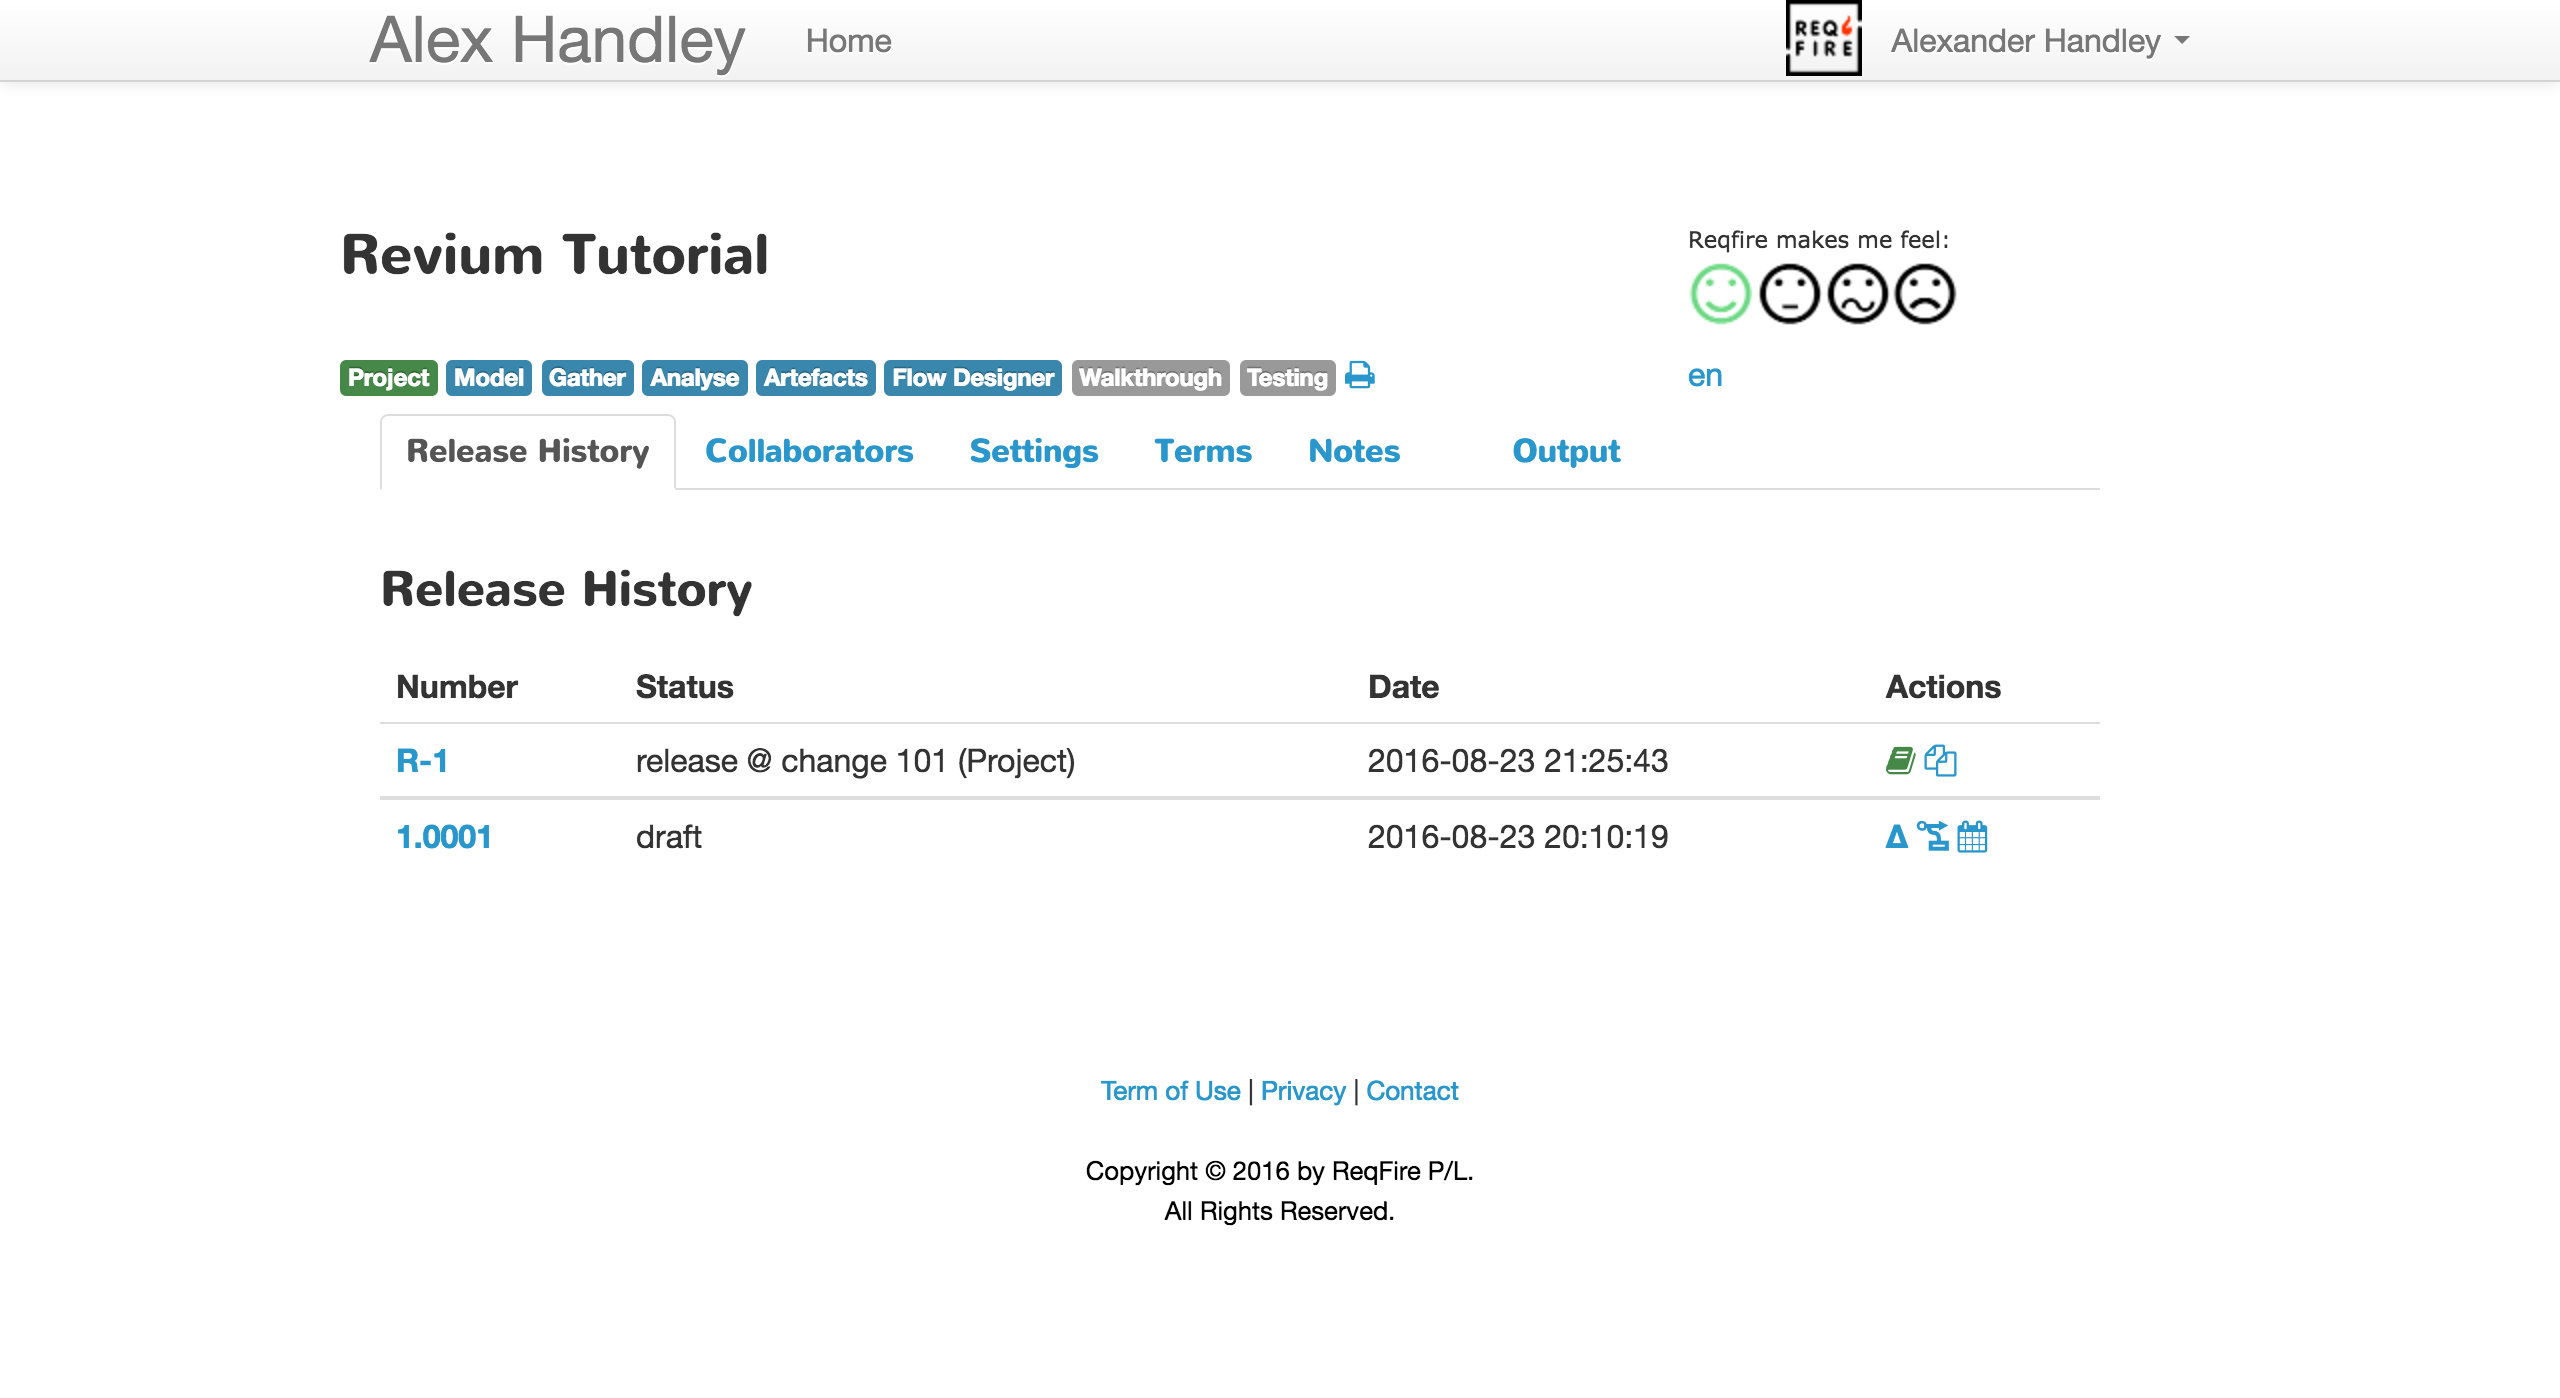 Alex Handley Home REQ FIRE Alexander Handley
Revium Tutorial
Reqfire makes me feel:
Project Model Gather Analyse Artefacts Flow Designer Walkthrough Testing en
Release History Collaborators Settings Terms Notes Output
Release History
Number Status Date Actions
R-1 release @ change 101 (Project) 2016-08-23 21:25:43
1.0001 draft 2016-08-23 20:10:19 Δ
Term of Use | Privacy | Contact
Copyright © 2016 by ReqFire P/L.
All Rights Reserved.